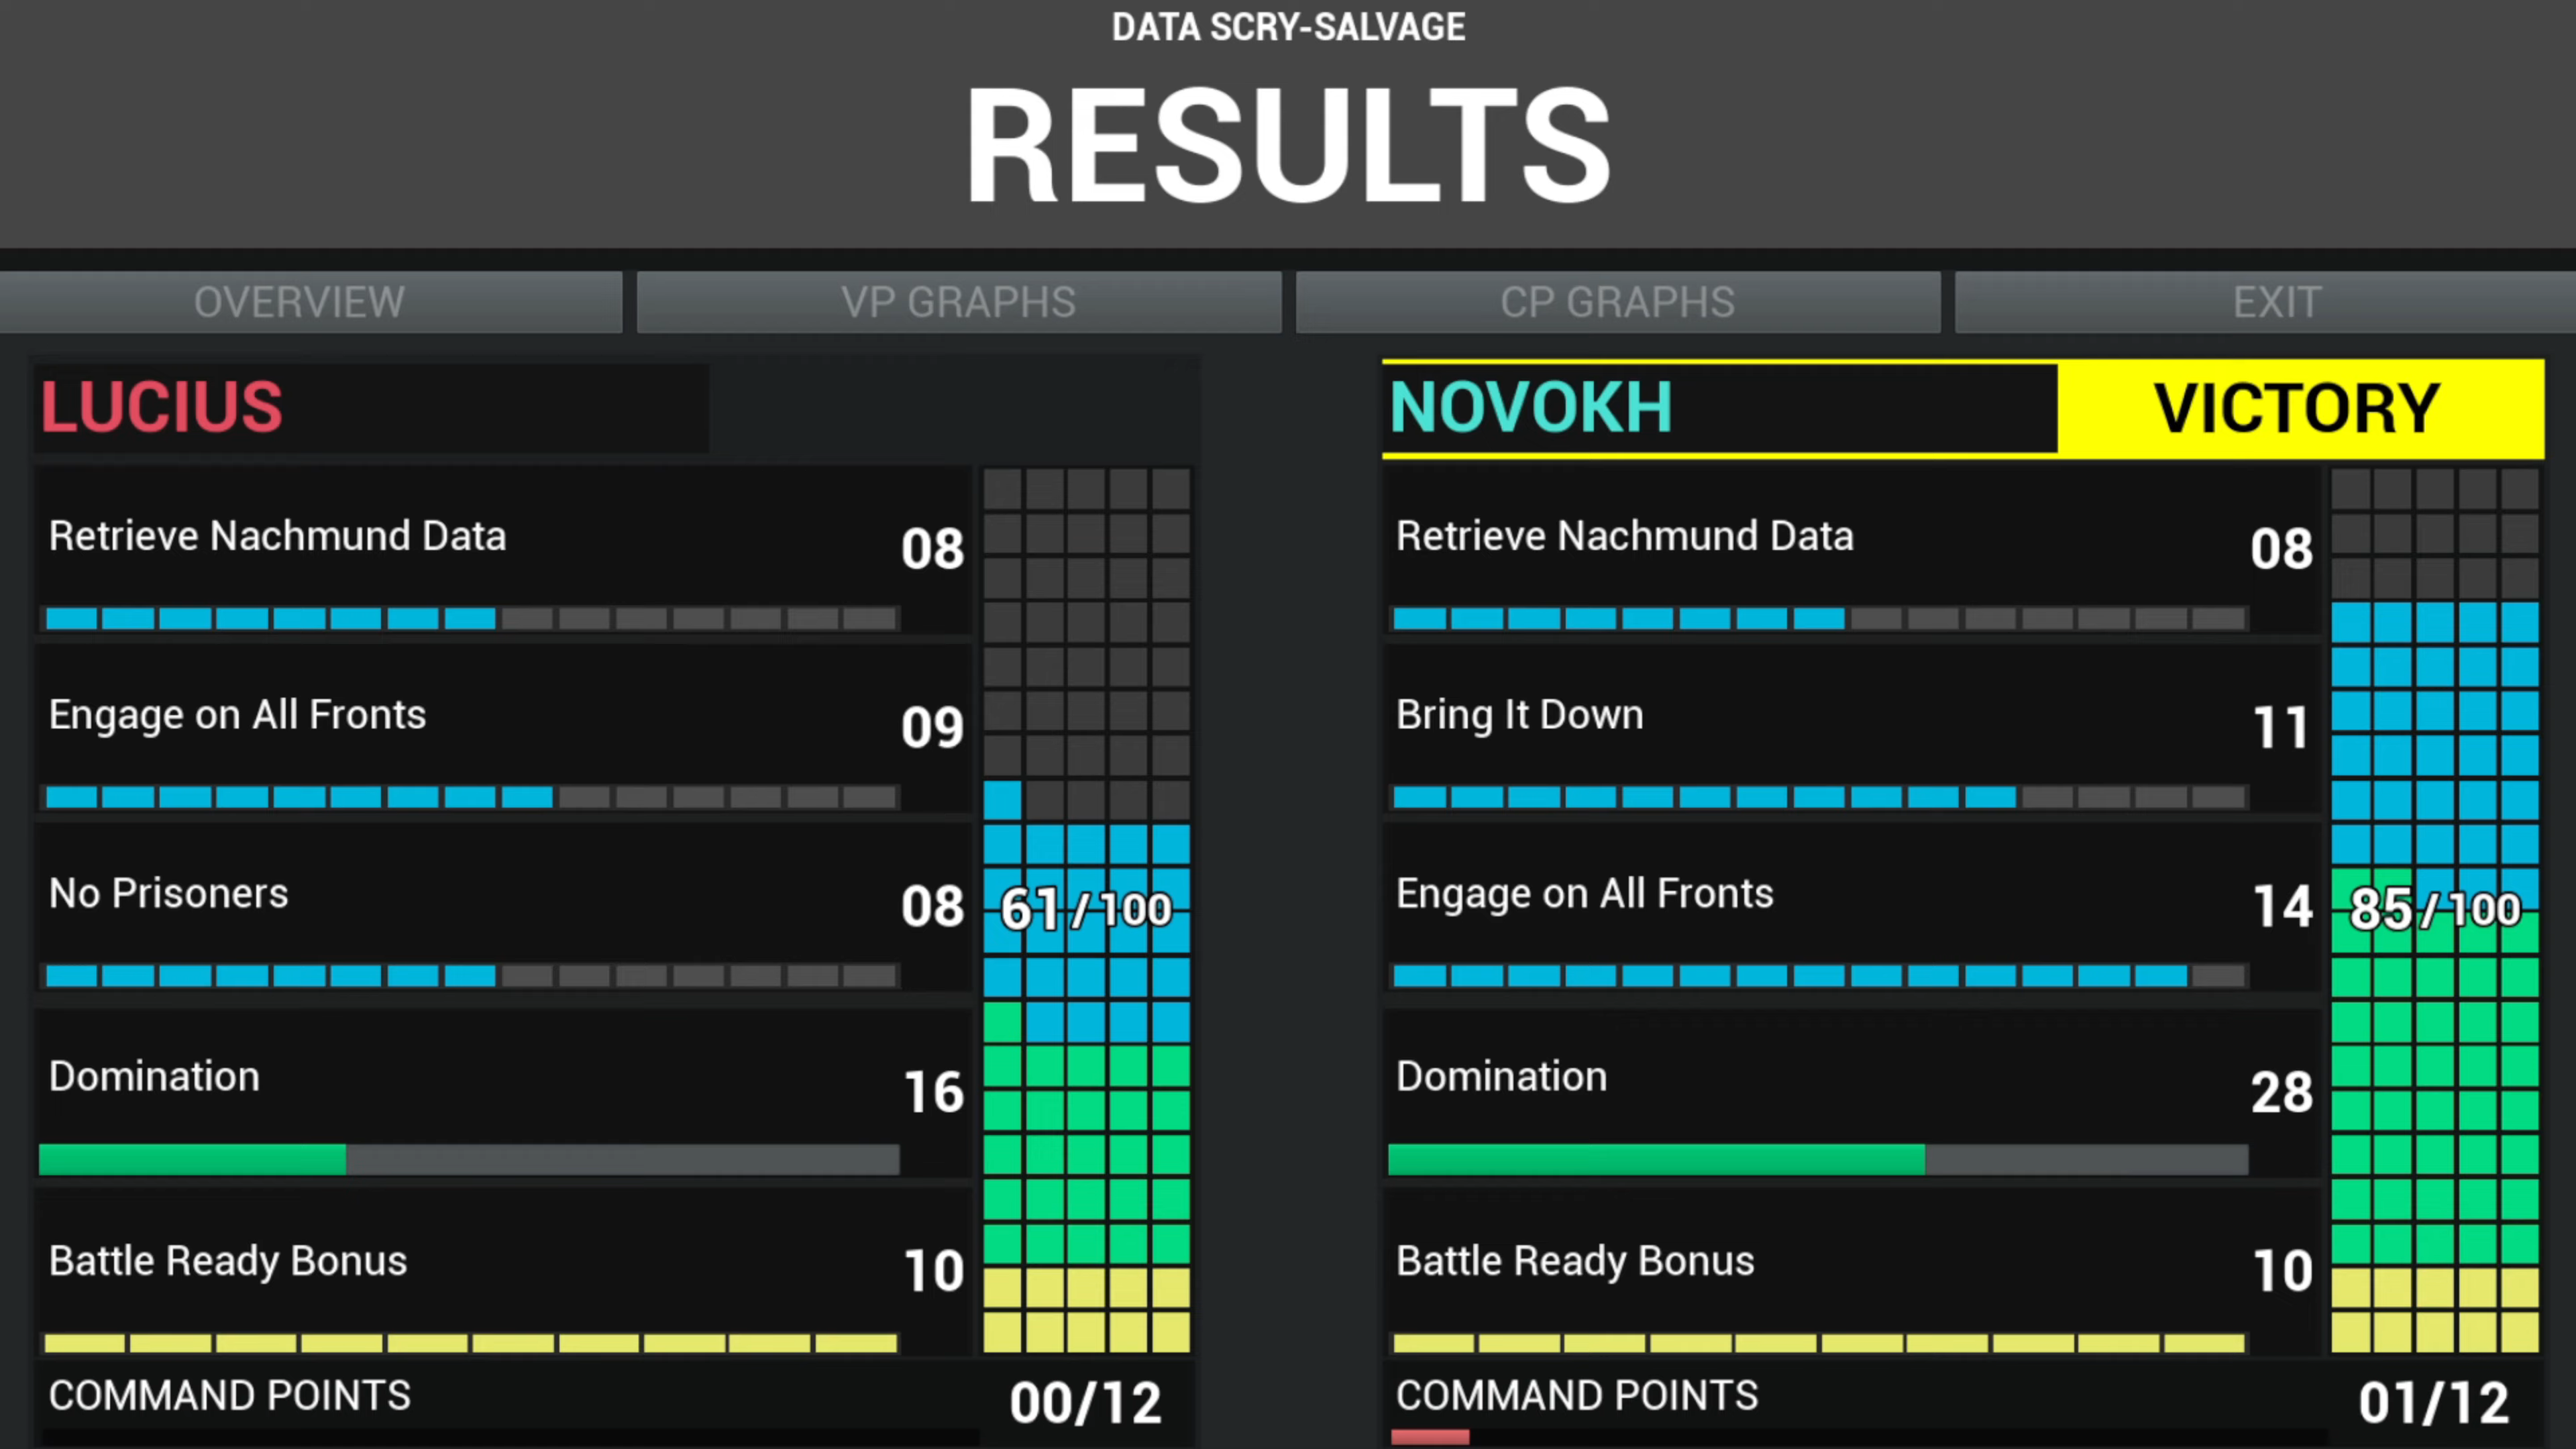 DATA SCRY-SALVAGE
RESULTS
OVERVIEW
VP GRAPHS
CP GRAPHS
EXIT
LUCIUS
Retrieve Nachmund Data
08
Engage on All Fronts
09
No Prisoners
08
61/100
Domination
16
Battle Ready Bonus
10
COMMAND POINTS
00/12
NOVOKH
VICTORY
Retrieve Nachmund Data
08
Bring It Down
11
Engage on All Fronts
14
85/100
Domination
28
Battle Ready Bonus
10
COMMAND POINTS
01/12